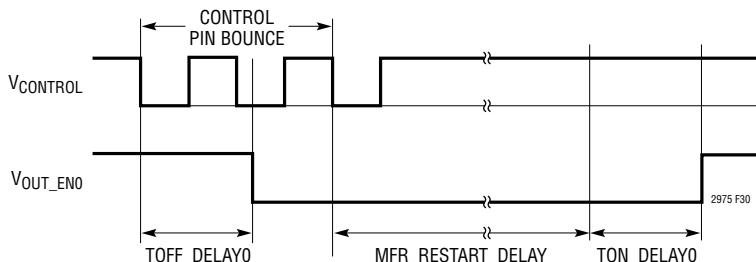 CONTROL
PIN BOUNCE
VCONTROL
VOUT_EN0
2975 F30
TOFF_DELAY0
MFR_RESTART_DELAY
TON_DELAY0